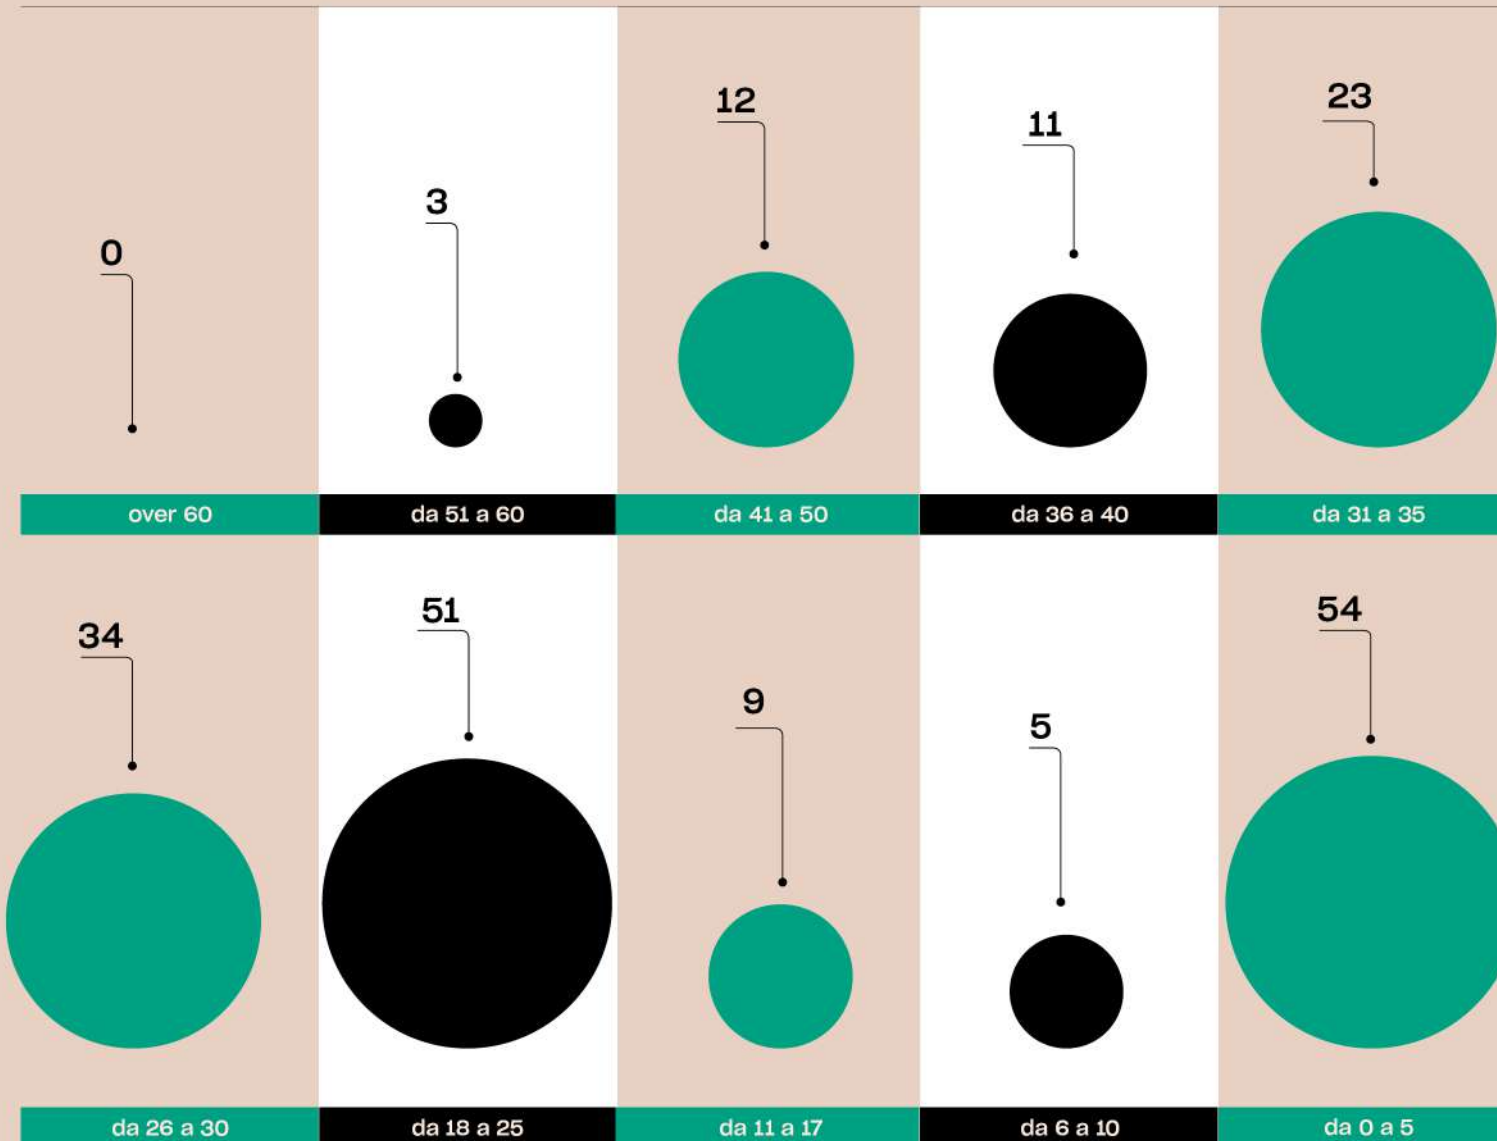 0
3
12
11
23
over 60
da 51 a 60
da 41 a 50
da 36 a 40
da 31 a 35
34
51
9
5
54
da 26 a 30
da 18 a 25
da 11 a 17
da 6 a 10
da 0 a 5